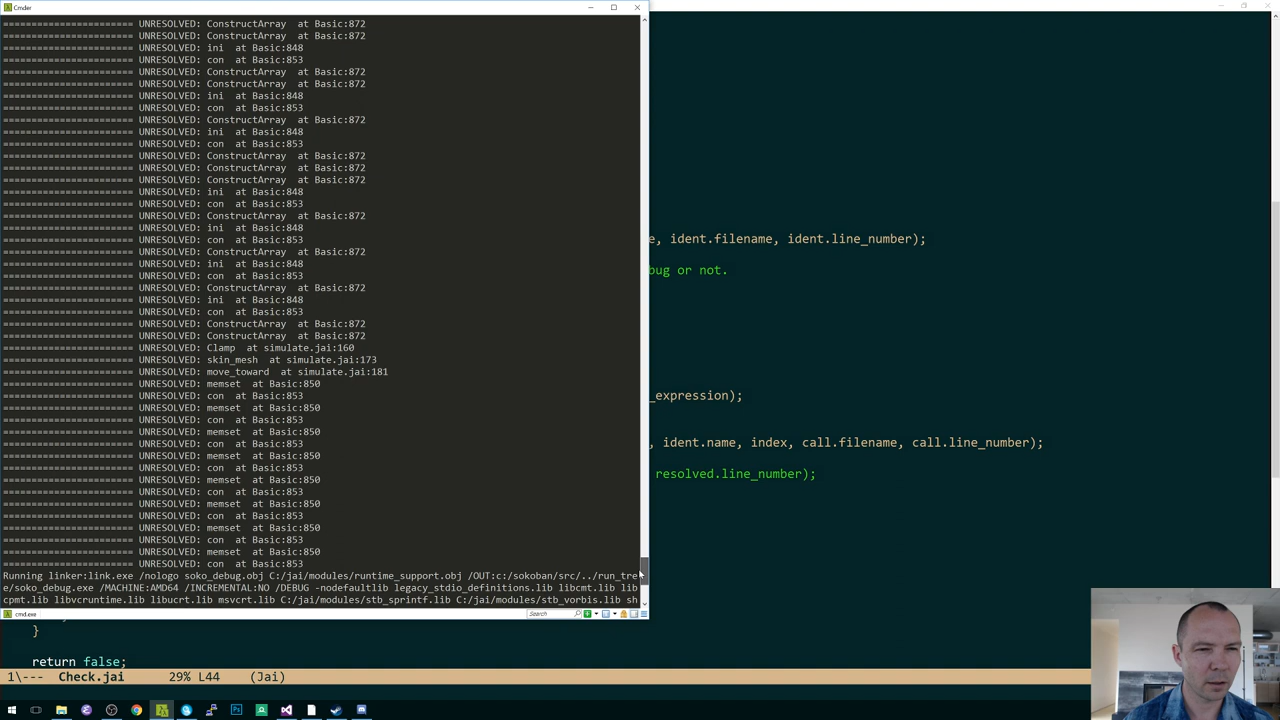 Cmder
======================= UNRESOLVED: ConstructArray  at Basic:872
======================= UNRESOLVED: ConstructArray  at Basic:872
======================= UNRESOLVED: ini  at Basic:848
======================= UNRESOLVED: con  at Basic:853
======================= UNRESOLVED: ConstructArray  at Basic:872
======================= UNRESOLVED: ConstructArray  at Basic:872
======================= UNRESOLVED: ini  at Basic:848
======================= UNRESOLVED: con  at Basic:853
======================= UNRESOLVED: ConstructArray  at Basic:872
======================= UNRESOLVED: ini  at Basic:848
======================= UNRESOLVED: con  at Basic:853
======================= UNRESOLVED: ConstructArray  at Basic:872
======================= UNRESOLVED: ConstructArray  at Basic:872
======================= UNRESOLVED: ConstructArray  at Basic:872
======================= UNRESOLVED: ini  at Basic:848
======================= UNRESOLVED: con  at Basic:853
======================= UNRESOLVED: ConstructArray  at Basic:872
======================= UNRESOLVED: ini  at Basic:848
======================= UNRESOLVED: con  at Basic:853
======================= UNRESOLVED: ConstructArray  at Basic:872
======================= UNRESOLVED: ini  at Basic:848
======================= UNRESOLVED: con  at Basic:853
======================= UNRESOLVED: ConstructArray  at Basic:872
======================= UNRESOLVED: ini  at Basic:848
======================= UNRESOLVED: con  at Basic:853
======================= UNRESOLVED: ConstructArray  at Basic:872
======================= UNRESOLVED: ConstructArray  at Basic:872
======================= UNRESOLVED: Clamp  at simulate.jai:160
======================= UNRESOLVED: skin_mesh  at simulate.jai:173
======================= UNRESOLVED: move_toward  at simulate.jai:181
======================= UNRESOLVED: memset  at Basic:850
======================= UNRESOLVED: con  at Basic:853
======================= UNRESOLVED: memset  at Basic:850
======================= UNRESOLVED: con  at Basic:853
======================= UNRESOLVED: memset  at Basic:850
======================= UNRESOLVED: con  at Basic:853
======================= UNRESOLVED: memset  at Basic:850
======================= UNRESOLVED: con  at Basic:853
======================= UNRESOLVED: memset  at Basic:850
======================= UNRESOLVED: con  at Basic:853
======================= UNRESOLVED: memset  at Basic:850
======================= UNRESOLVED: con  at Basic:853
======================= UNRESOLVED: memset  at Basic:850
======================= UNRESOLVED: con  at Basic:853
======================= UNRESOLVED: memset  at Basic:850
======================= UNRESOLVED: con  at Basic:853
Running linker:link.exe /nologo soko_debug.obj C:/jai/modules/runtime_support.obj /OUT:c:/sokoban/src/../run_tre
e/soko_debug.exe /MACHINE:AMD64 /INCREMENTAL:NO /DEBUG -nodefaultlib legacy_stdio_definitions.lib libcmt.lib lib
cpmt.lib libvcruntime.lib libucrt.lib msvcrt.lib C:/jai/modules/stb_sprintf.lib C:/jai/modules/stb_vorbis.lib sh
cmd.exe
Search
e, ident.filename, ident.line_number);
bug or not.
_expression);
, ident.name, index, call.filename, call.line_number);
resolved.line_number);
}
return false;
1\--- Check.jai 29% L44 (Jai)